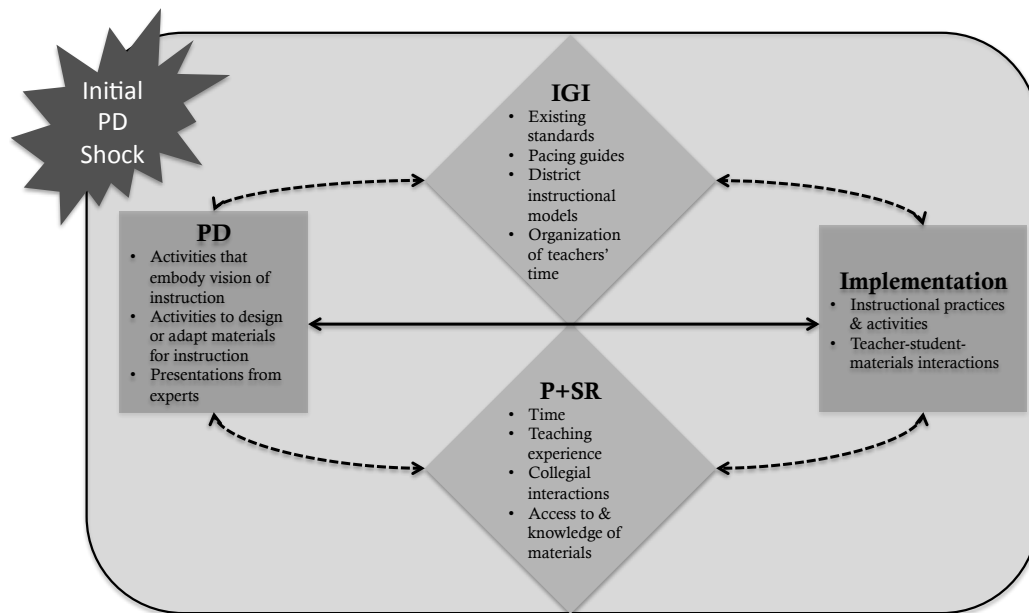 Initial
PD
Shock
IGI
• Existing
standards
• Pacing guides
• District
instructional
models
• Organization
of teachers'
time
PD
• Activities that
embody vision of
instruction
• Activities to design
or adapt materials
for instruction
• Presentations from
experts
Implementation
• Instructional practices
& activities
• Teacher-student-
materials interactions
P+SR
• Time
• Teaching
experience
• Collegial
interactions
• Access to &
knowledge of
materials